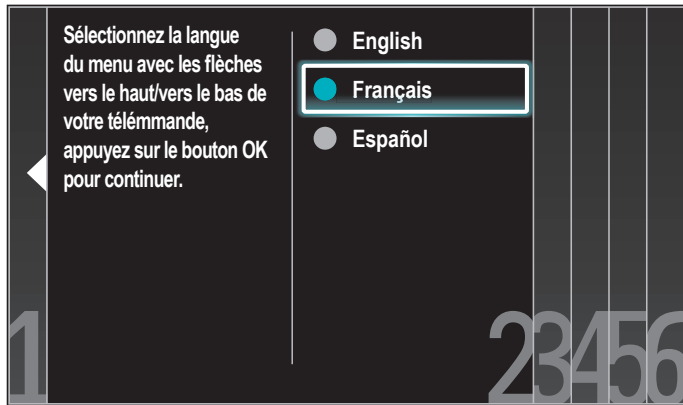 Sélectionnez la langue
du menu avec les flèches
vers le haut/vers le bas de
votre télémmande,
appuyez sur le bouton OK
pour continuer.
English
Français
Español
1
2 3 4 5 6